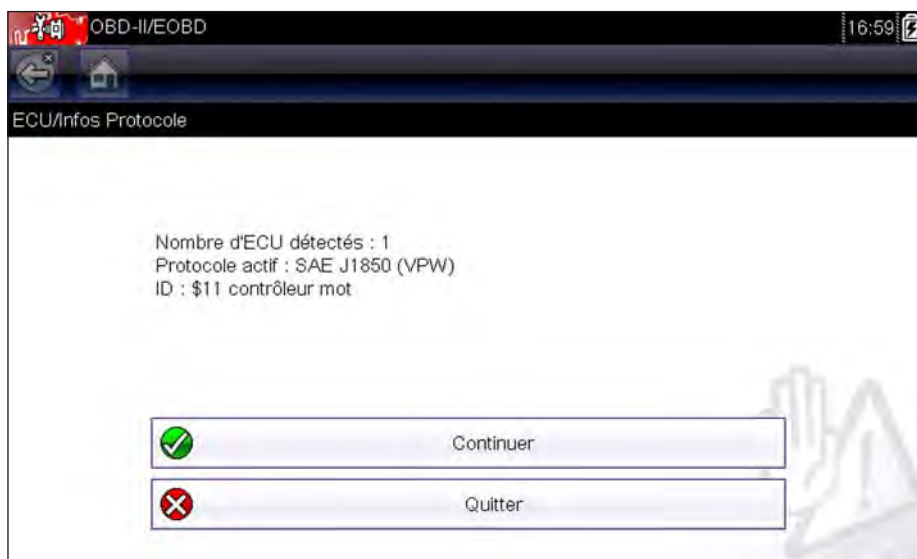 OBD-II/EOBD
16:59
ECU/Infos Protocole
Nombre d'ECU détectés : 1
Protocole actif : SAE J1850 (VPW)
ID : $11 contrôleur mot
Continuer
Quitter